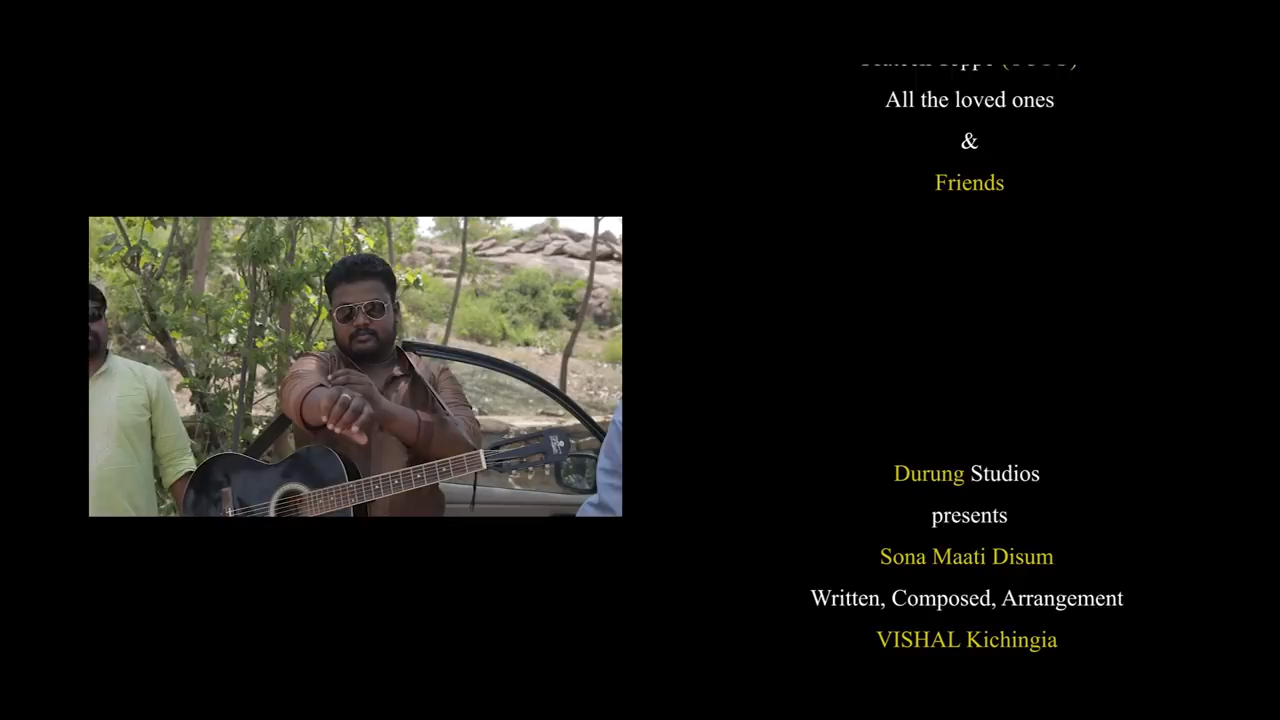 All the loved ones
&
Friends
Durung Studios
presents
Sona Maati Disum
Written, Composed, Arrangement
VISHAL Kichingia